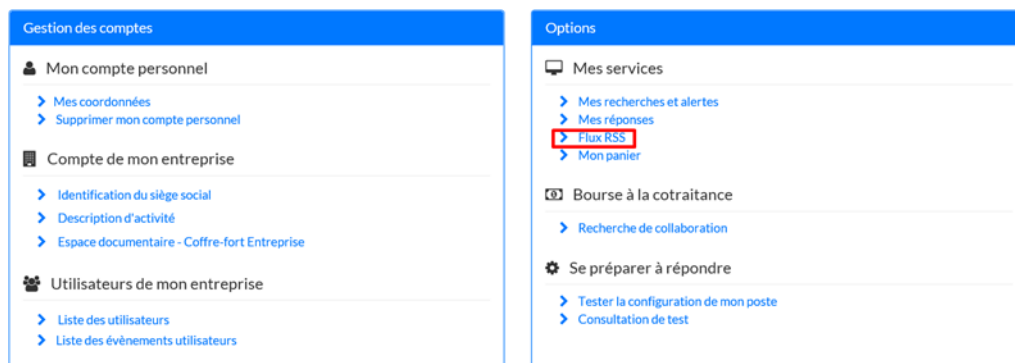 Gestion des comptes
Mon compte personnel
Mes coordonnées
Supprimer mon compte personnel
Compte de mon entreprise
Identification du siège social
Description d'activité
Espace documentaire - Coffre-fort Entreprise
Utilisateurs de mon entreprise
Liste des utilisateurs
Liste des évènements utilisateurs
Options
Mes services
Mes recherches et alertes
Mes réponses
Flux RSS
Mon panier
Bourse à la cotraitance
Recherche de collaboration
Se préparer à répondre
Tester la configuration de mon poste
Consultation de test